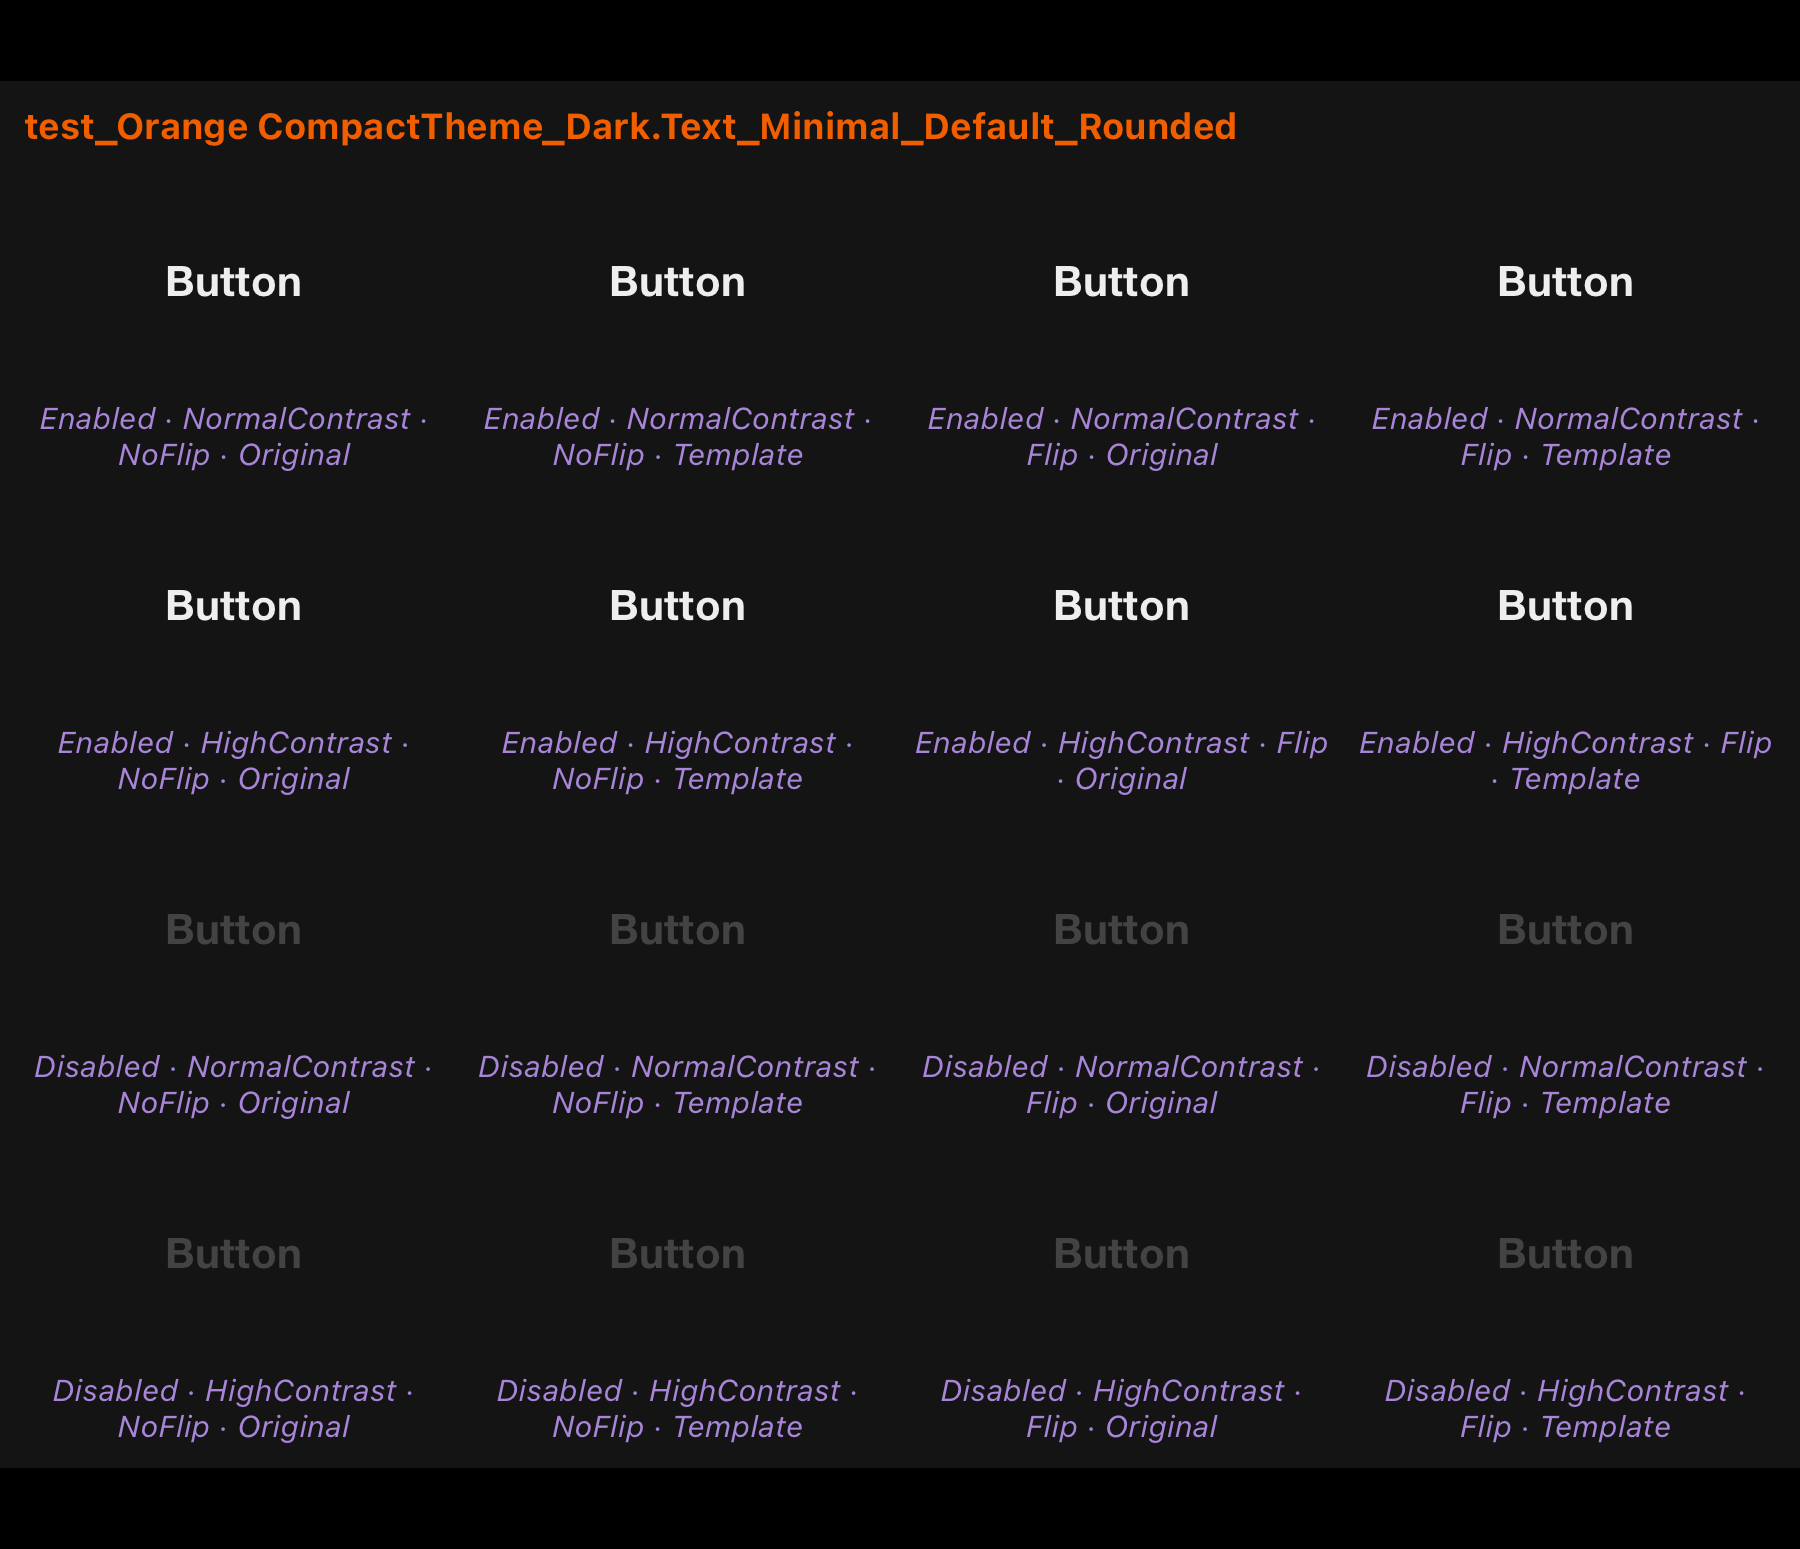 test_Orange CompactTheme_Dark.Text_Minimal_Default_Rounded
Button Button Button Button
Enabled · NormalContrast ·
NoFlip · Original
Enabled · NormalContrast ·
NoFlip · Template
Enabled · NormalContrast ·
Flip · Original
Enabled · NormalContrast ·
Flip · Template
Button Button Button Button
Enabled · HighContrast ·
NoFlip · Original
Enabled · HighContrast ·
NoFlip · Template
Enabled · HighContrast · Flip
· Original
Enabled · HighContrast · Flip
· Template
Button Button Button Button
Disabled · NormalContrast ·
NoFlip · Original
Disabled · NormalContrast ·
NoFlip · Template
Disabled · NormalContrast ·
Flip · Original
Disabled · NormalContrast ·
Flip · Template
Button Button Button Button
Disabled · HighContrast ·
NoFlip · Original
Disabled · HighContrast ·
NoFlip · Template
Disabled · HighContrast ·
Flip · Original
Disabled · HighContrast ·
Flip · Template